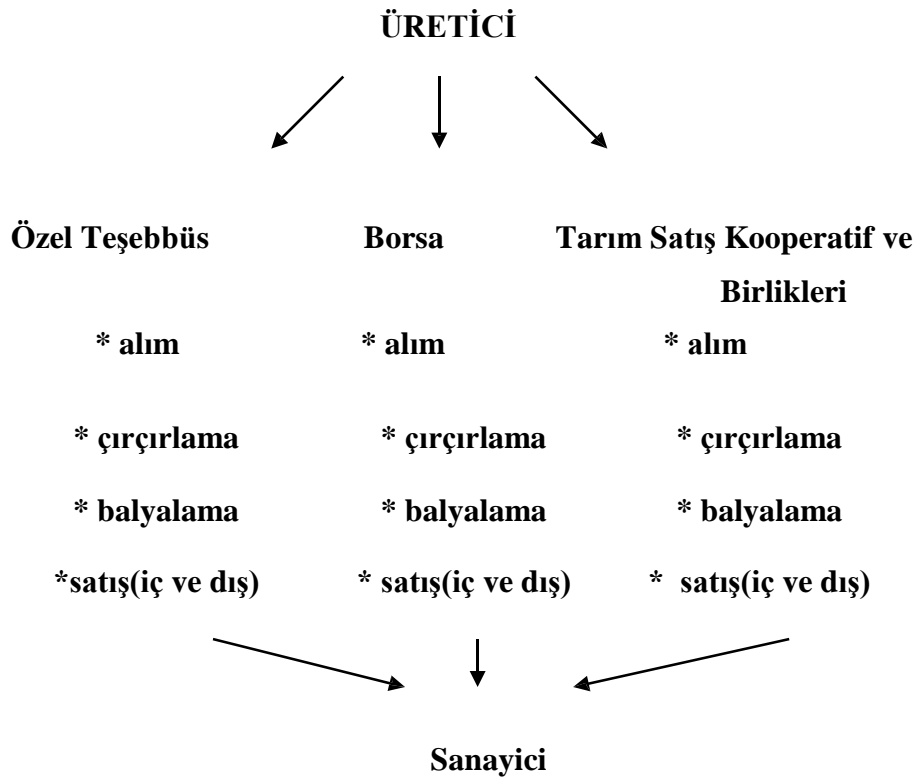 ÜRETİCİ
Özel Teşebbüs Borsa Tarım Satış Kooperatif ve
Birlikleri
* alım * alım * alım
* çırçırlama * çırçırlama * çırçırlama
* balyalama * balyalama * balyalama
*satış(iç ve dış) * satış(iç ve dış) * satış(iç ve dış)
Sanayici